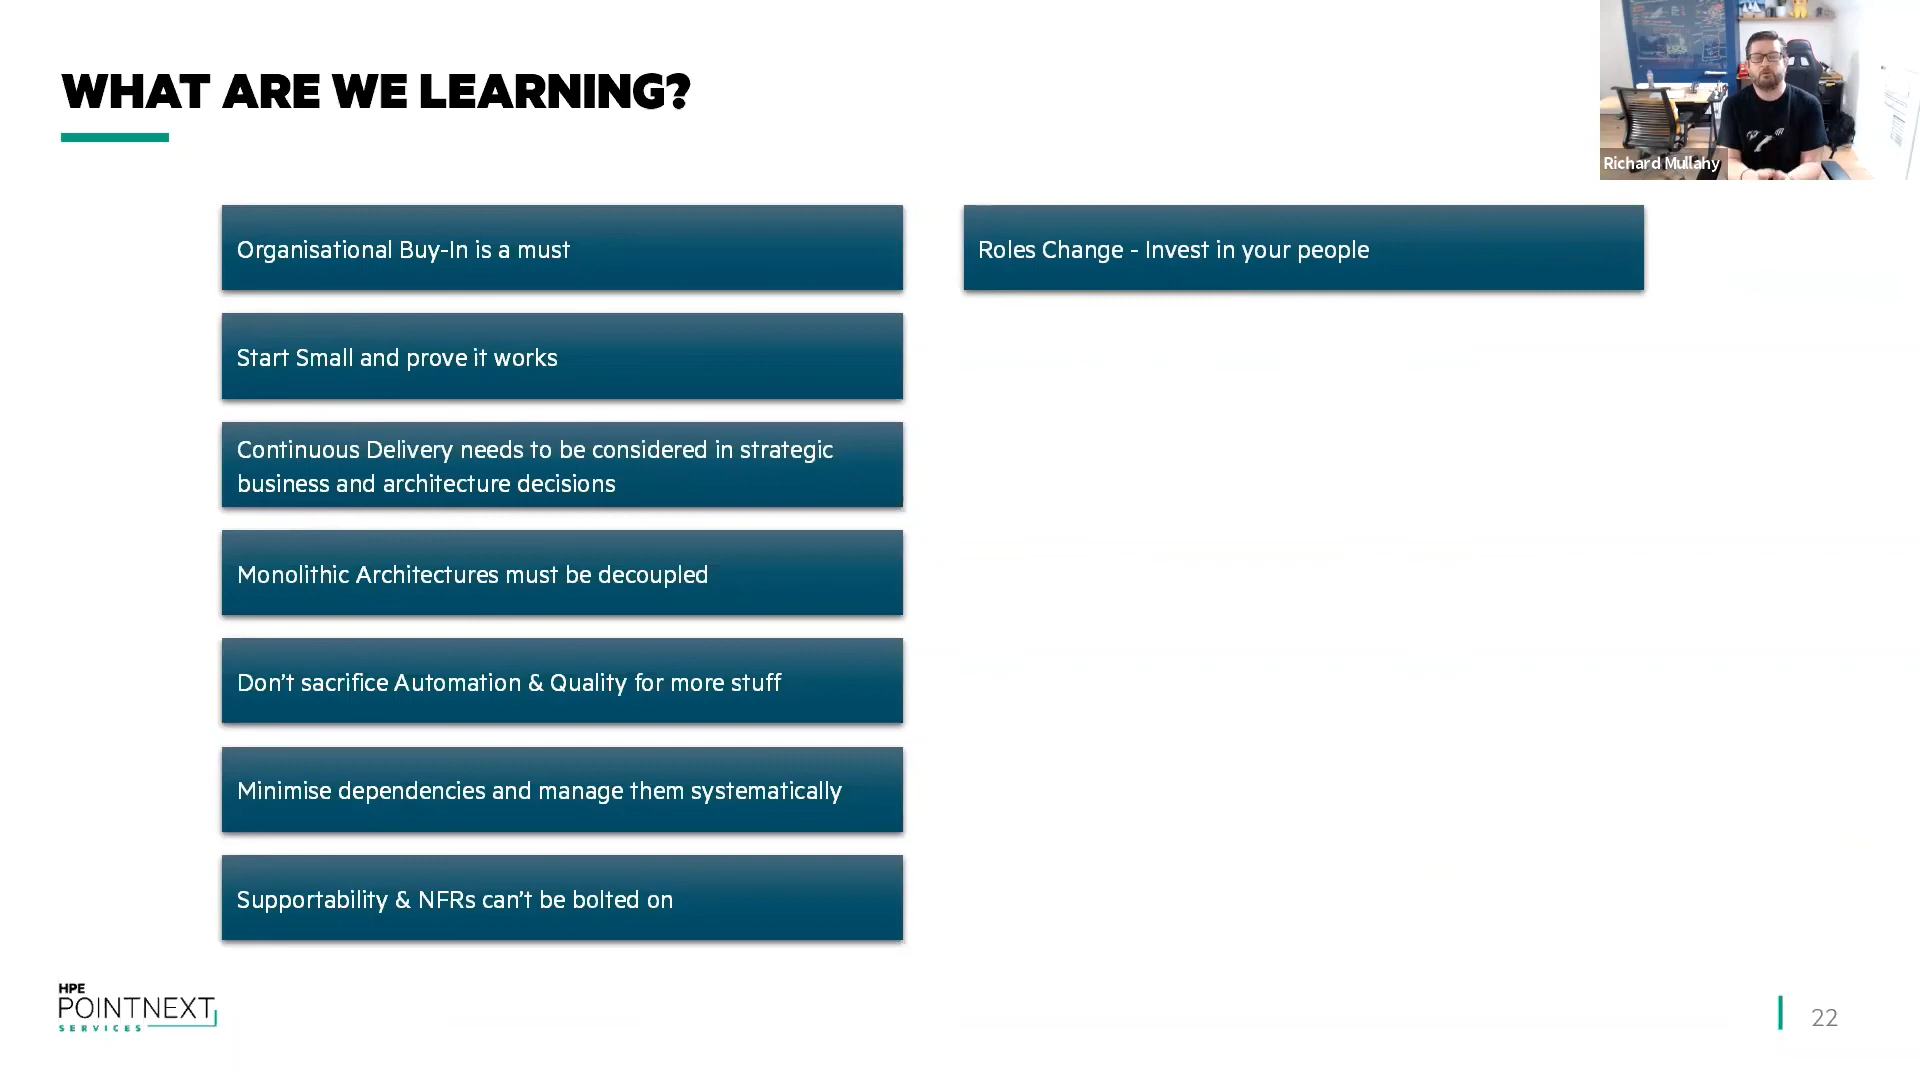 WHAT ARE WE LEARNING?
Richard Mullahy
Organisational Buy-In is a must
Start Small and prove it works
Continuous Delivery needs to be considered in strategic
business and architecture decisions
Monolithic Architectures must be decoupled
Don’t sacrifice Automation & Quality for more stuff
Minimise dependencies and manage them systematically
Supportability & NFRs can’t be bolted on
Roles Change - Invest in your people
HPE
POINTNEXT
SERVICES
22